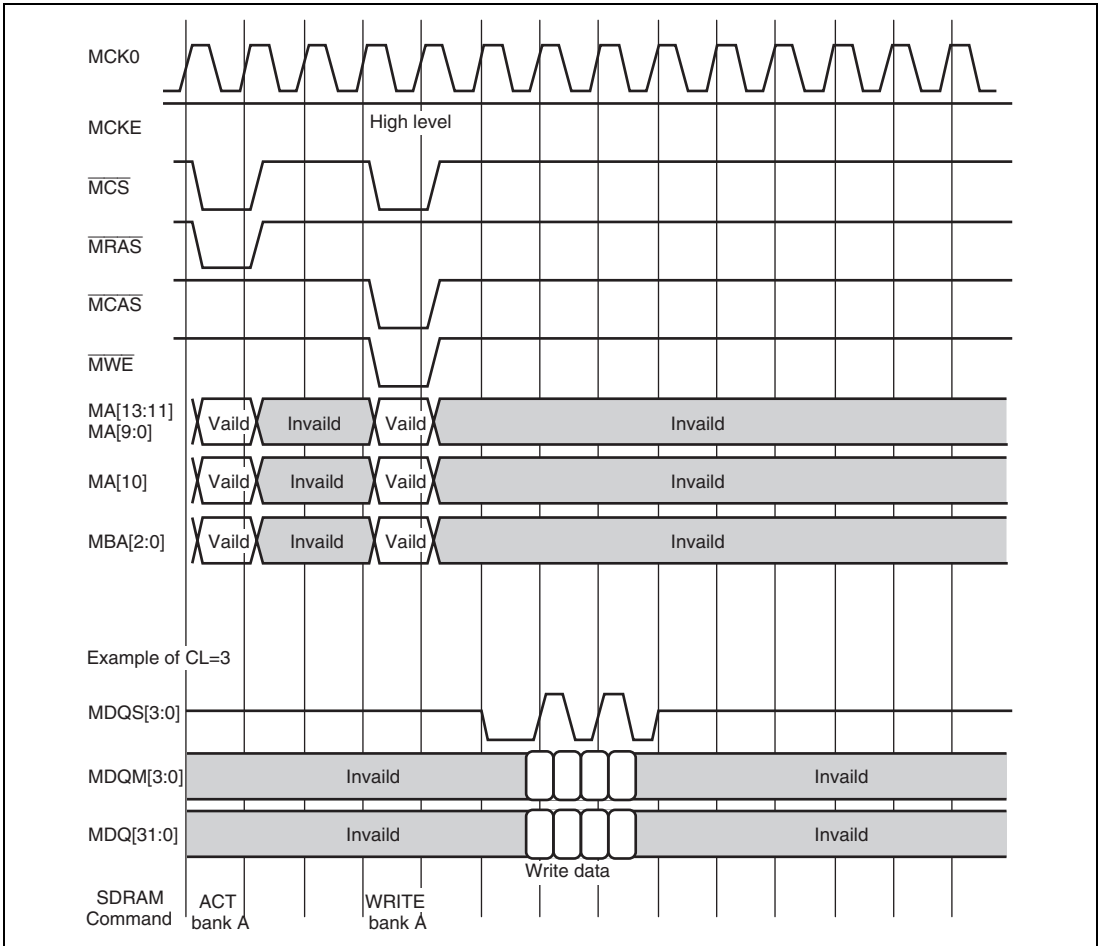 MCK0
MCKE
High level
MCS
MRAS
MCAS
MWE
MA[13:11]
MA[9:0]
Vaild Invaild Vaild Invaild
MA[10] Vaild Invaild Vaild Invaild
MBA[2:0] Vaild Invaild Vaild Invaild
Example of CL=3
MDQS[3:0]
MDQM[3:0] Invaild Invaild
MDQ[31:0] Invaild Invaild
Write data
SDRAM
Command
ACT
bank A
WRITE
bank A